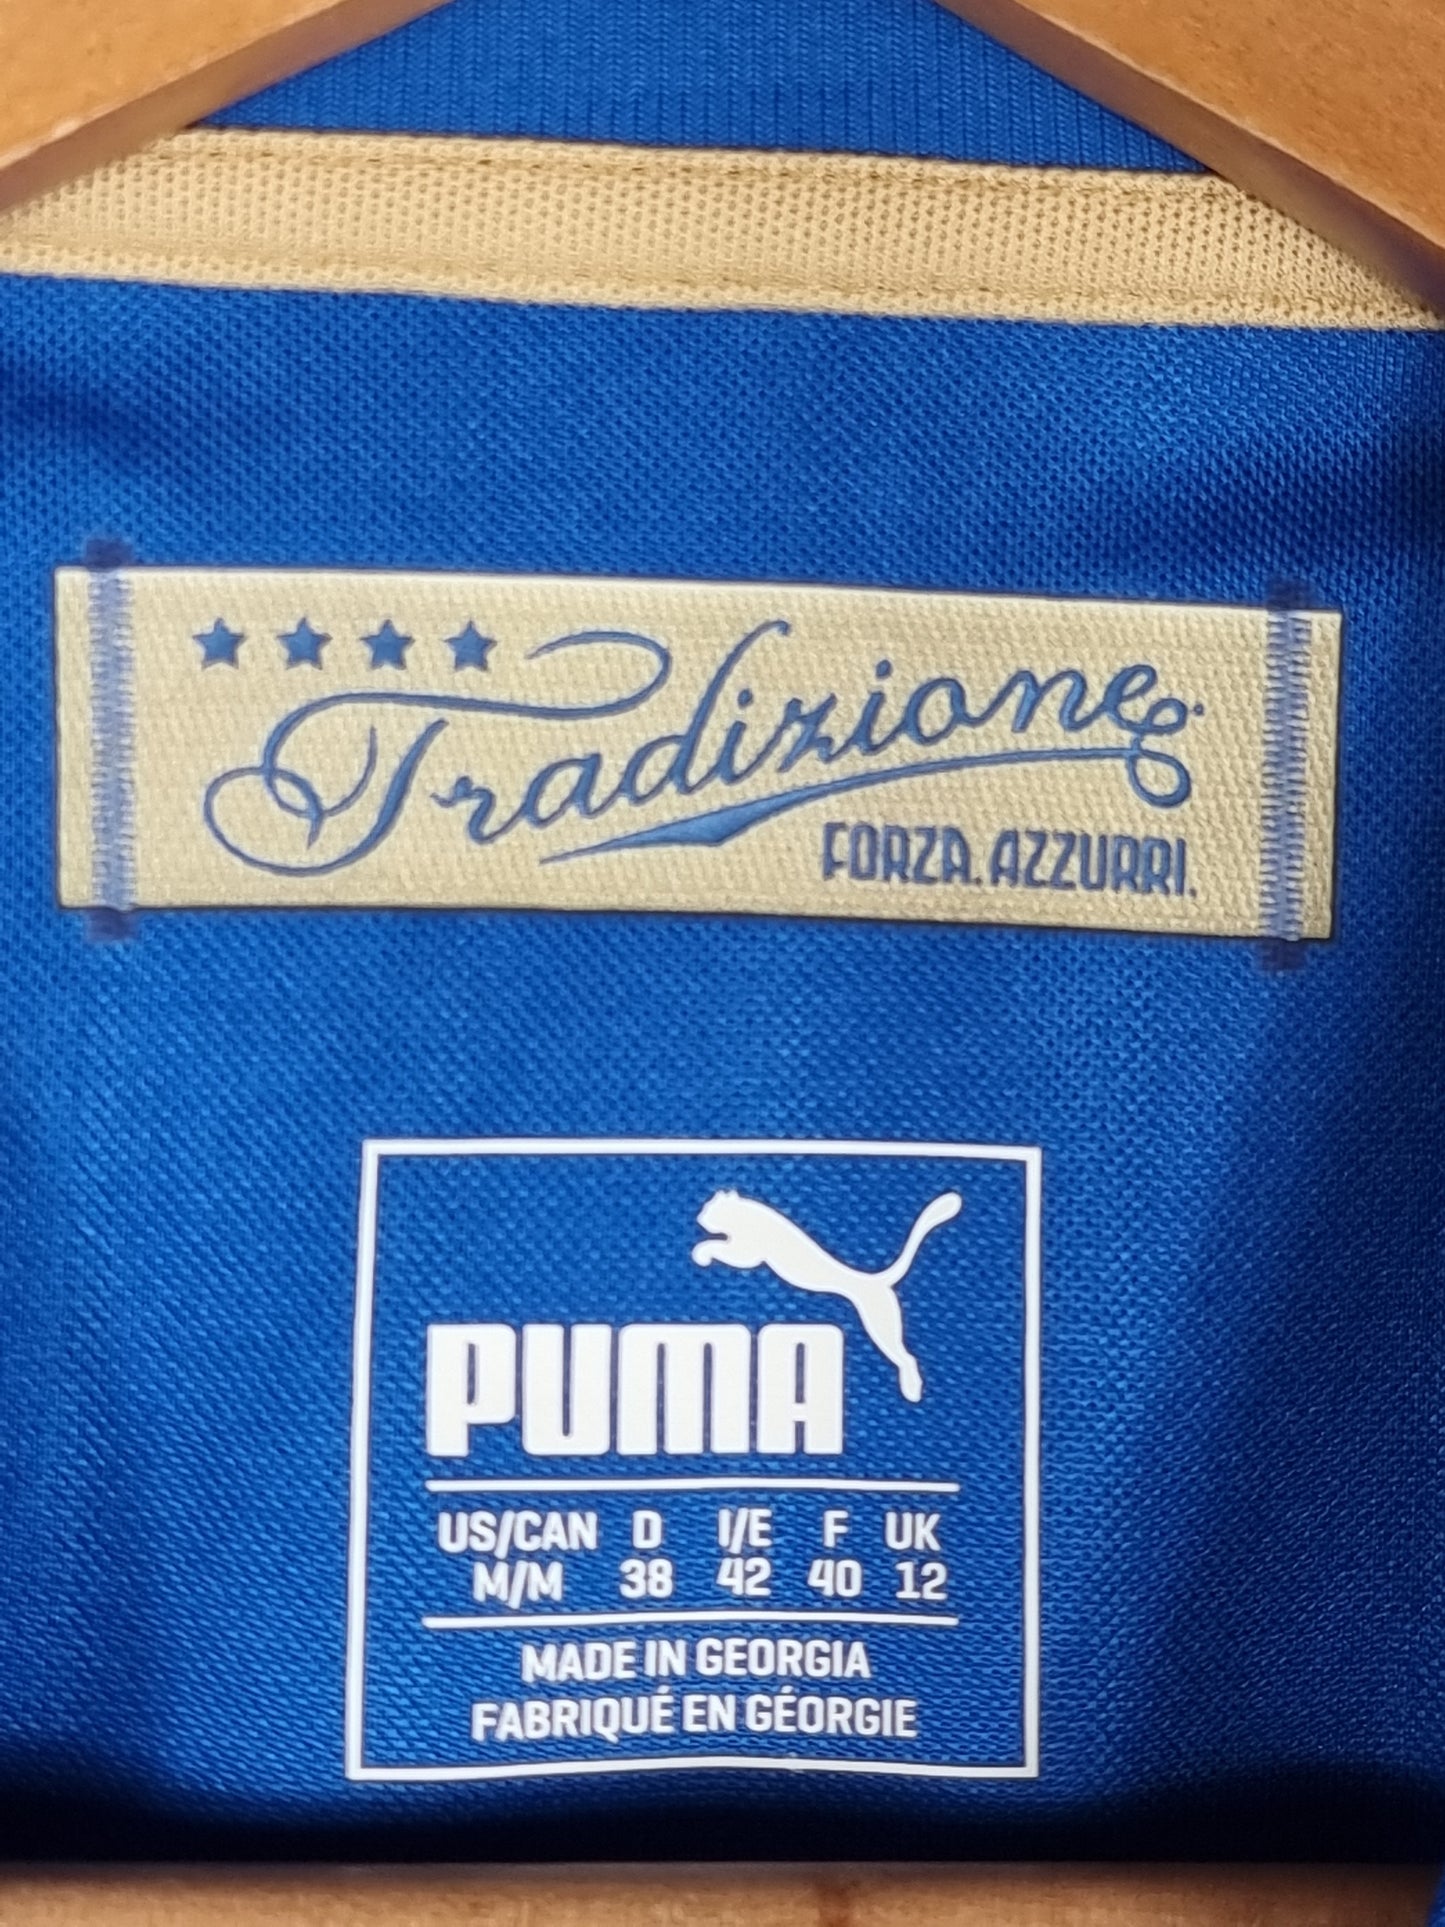 Tradizione
FORZA.AZZURRI.
PUMA
US/CAN D I/E F UK
M/M 38 42 40 12
MADE IN GEORGIA
FABRIQUÉ EN GÉORGIE